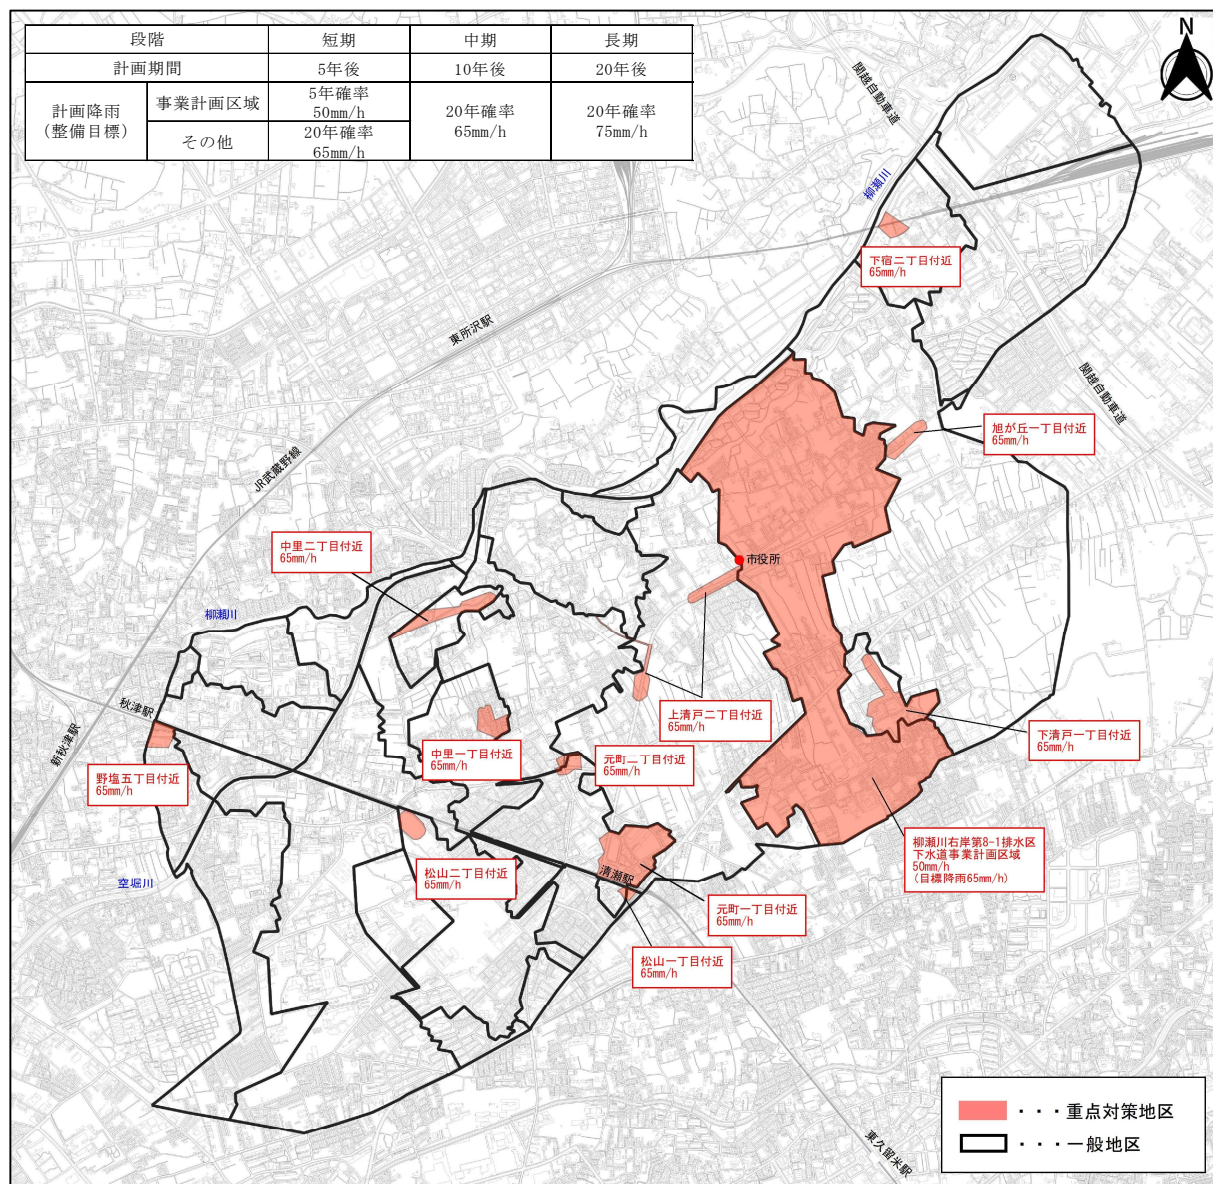 段階 短期 中期 長期
計画期間 5年後 10年後 20年後
計画降雨
(整備目標)
事業計画区域
5年確率
50mm/h
その他
20年確率
65mm/h
20年確率
65mm/h
20年確率
75mm/h
N
関越自動車道
柳瀬川
下宿二丁目付近
65mm/h
東所沢駅
関越自動車道
旭が丘一丁目付近
65mm/h
JR武蔵野線
中里二丁目付近
65mm/h
市役所
柳瀬川
上清戸二丁目付近
65mm/h
下清戸一丁目付近
65mm/h
秋津駅
新秋津駅
中里一丁目付近
65mm/h
元町二丁目付近
65mm/h
野塩五丁目付近
65mm/h
柳瀬川右岸第8-1排水区
下水道事業計画区域
50mm/h
(目標降雨65mm/h)
松山二丁目付近
65mm/h
清瀬駅
空堀川
元町一丁目付近
65mm/h
松山一丁目付近
65mm/h
東久留米駅
・・・重点対策地区
・・・一般地区